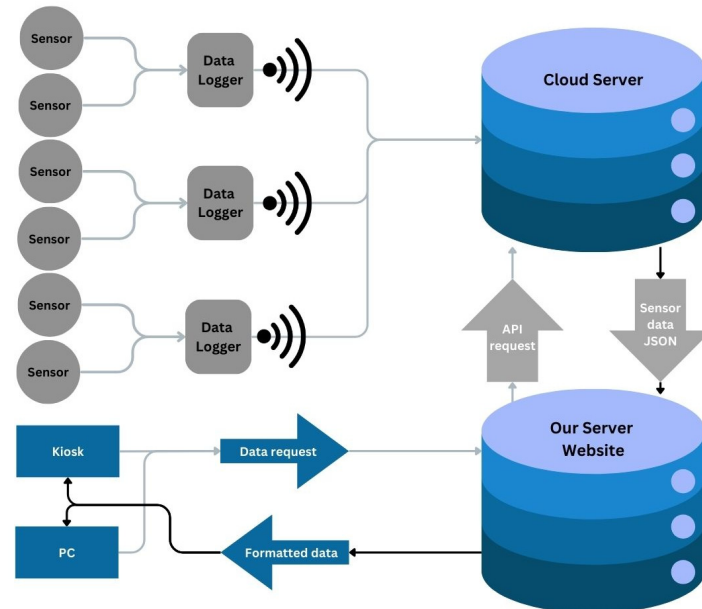 Sensor
Data
Logger
Sensor
Cloud Server
Sensor
Data
Logger
Sensor
Sensor
Data
Logger
Sensor
API
request
Sensor
data
JSON
Kiosk
Data request
Our Server
Website
PC
Formatted data